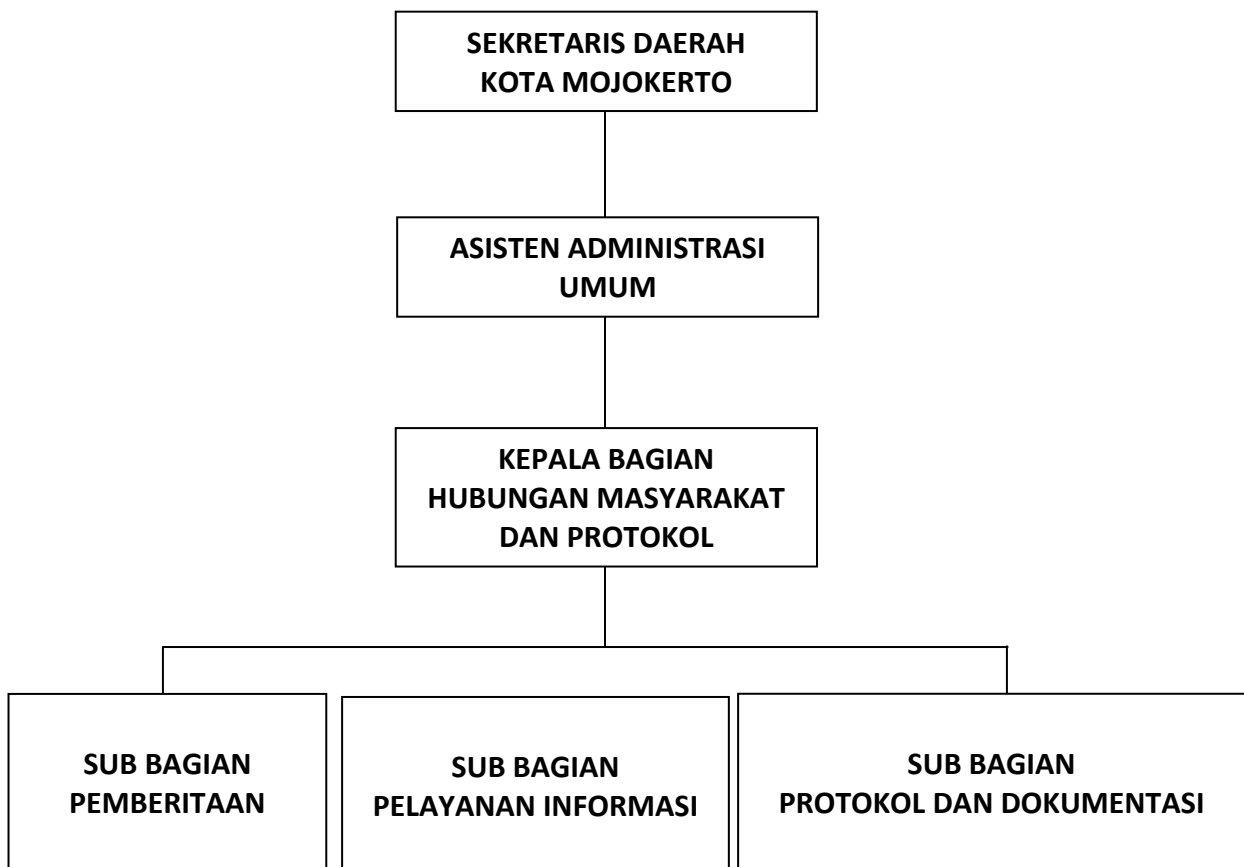 SEKRETARIS DAERAH
KOTA MOJOKERTO
ASISTEN ADMINISTRASI
UMUM
KEPALA BAGIAN
HUBUNGAN MASYARAKAT
DAN PROTOKOL
SUB BAGIAN
PEMBERITAAN
SUB BAGIAN
PELAYANAN INFORMASI
SUB BAGIAN
PROTOKOL DAN DOKUMENTASI